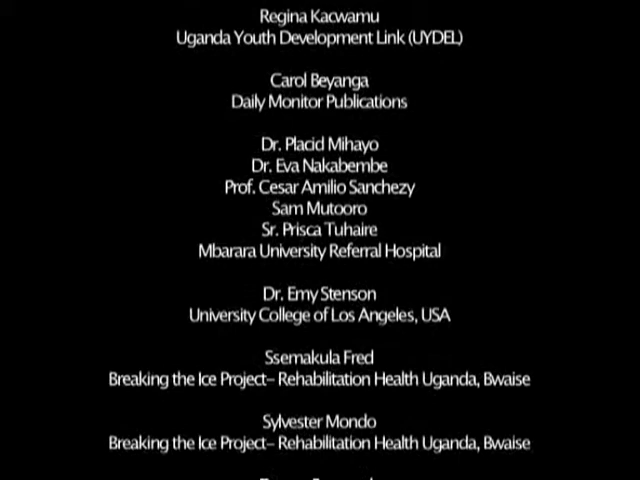 Regina Kacwamu
Uganda Youth Development Link (UYDEL)
Carol Beyanga
Daily Monitor Publications
Dr. Placid Mihayo
Dr. Eva Nakabembe
Prof. Cesar Amilio Sanchezy
Sam Mutooro
Sr. Prisca Tuhaire
Mbarara University Referral Hospital
Dr. Emy Stenson
University College of Los Angeles, USA
Ssemakula Fred
Breaking the Ice Project– Rehabilitation Health Uganda, Bwaise
Sylvester Mondo
Breaking the Ice Project– Rehabilitation Health Uganda, Bwaise